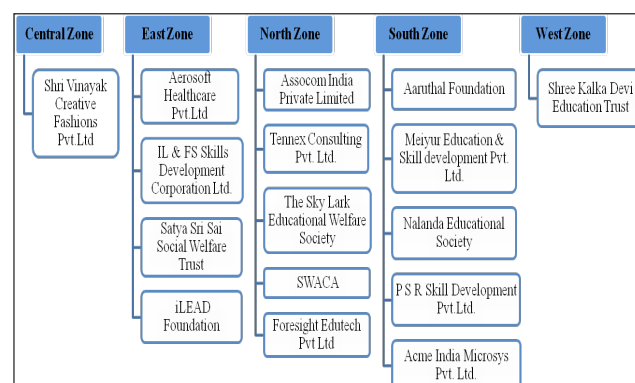 Central Zone
Shri Vinayak
Creative
Fashions
Pvt.Ltd
East Zone
Aerosoft
Healthcare
Pvt.Ltd
IL & FS Skills
Development
Corporation Ltd.
Satya Sri Sai
Social Welfare
Trust
iLEAD
Foundation
North Zone
Assocom India
Private Limited
Tennex Consulting
Pvt. Ltd.
The Sky Lark
Educational Welfare
Society
SWACA
Foresight Edutech
Pvt Ltd
South Zone
Aaruthal Foundation
Meiyur Education &
Skill development Pvt.
Ltd.
Nalanda Educational
Society
P S R Skill Development
Pvt.Ltd.
Acme India Microsys
Pvt. Ltd.
West Zone
Shree Kalka Devi
Education Trust